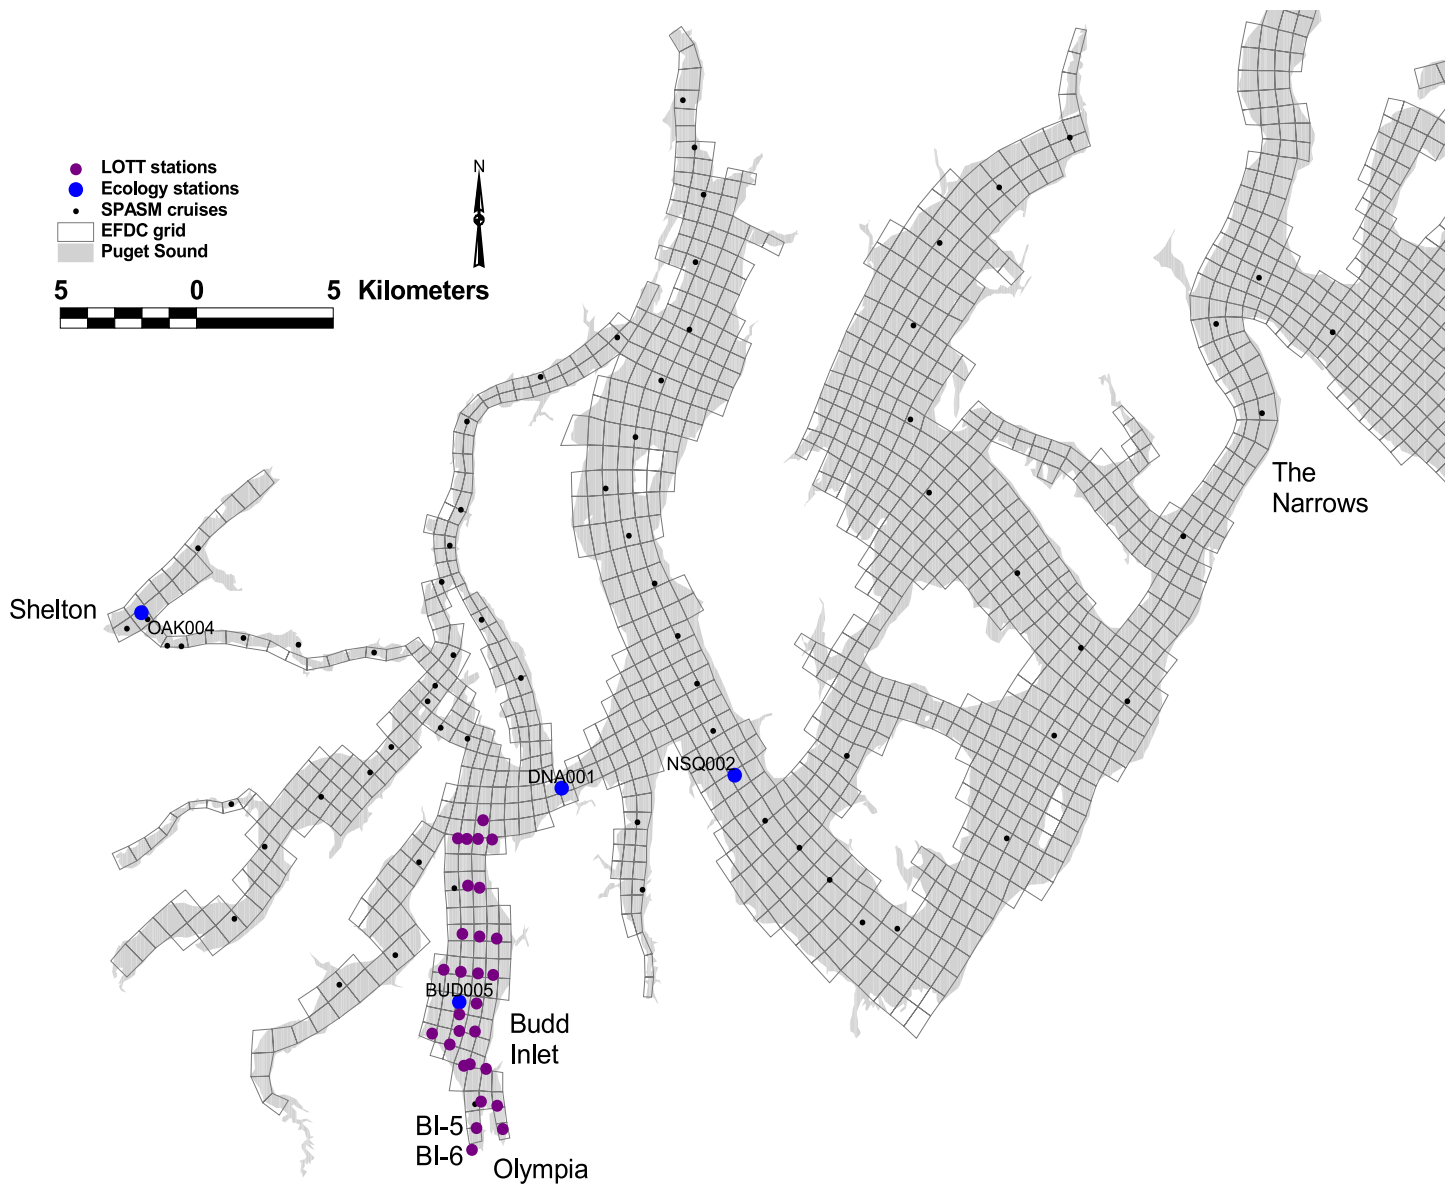 N
LOTT stations
Ecology stations
SPASM cruises
EFDC grid
Puget Sound
5 0 5 Kilometers
The
Narrows
Shelton
OAK004
NSQ002
DNA001
BUD005
Budd
Inlet
BI-5
BI-6
Olympia